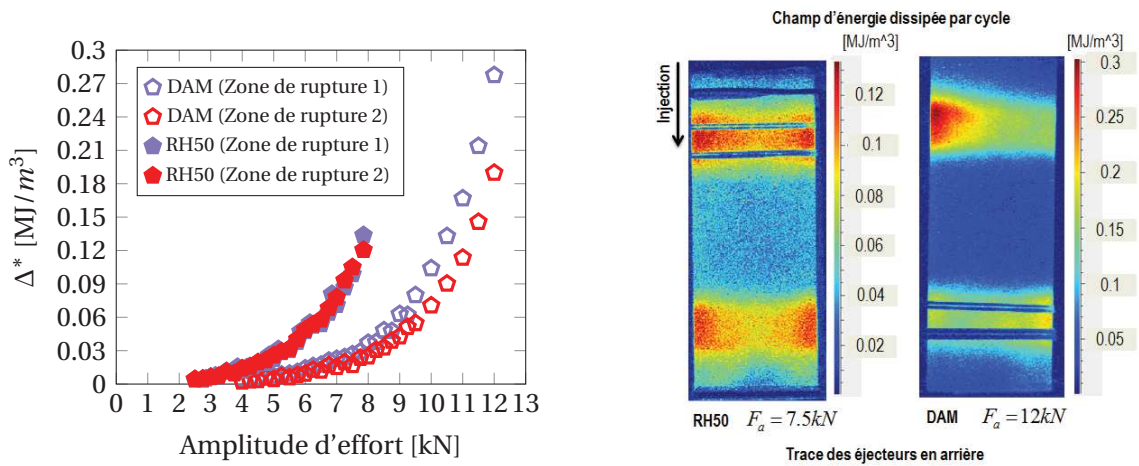 0.3
0.27
0.24
0.21
0.18
0.15
0.12
0.09
0.06
0.03
0
Δ* [MJ/m³]
DAM (Zone de rupture 1)
DAM (Zone de rupture 2)
RH50 (Zone de rupture 1)
RH50 (Zone de rupture 2)
0 1 2 3 4 5 6 7 8 9 10 11 12 13
Amplitude d'effort [kN]
Champ d'énergie dissipée par cycle
[MJ/m^3]
[MJ/m^3]
Injection
0.12
0.1
0.08
0.06
0.04
0.02
0.3
0.25
0.2
0.15
0.1
0.05
RH50 Fa = 7.5kN
DAM Fa = 12kN
Trace des éjecteurs en arrière